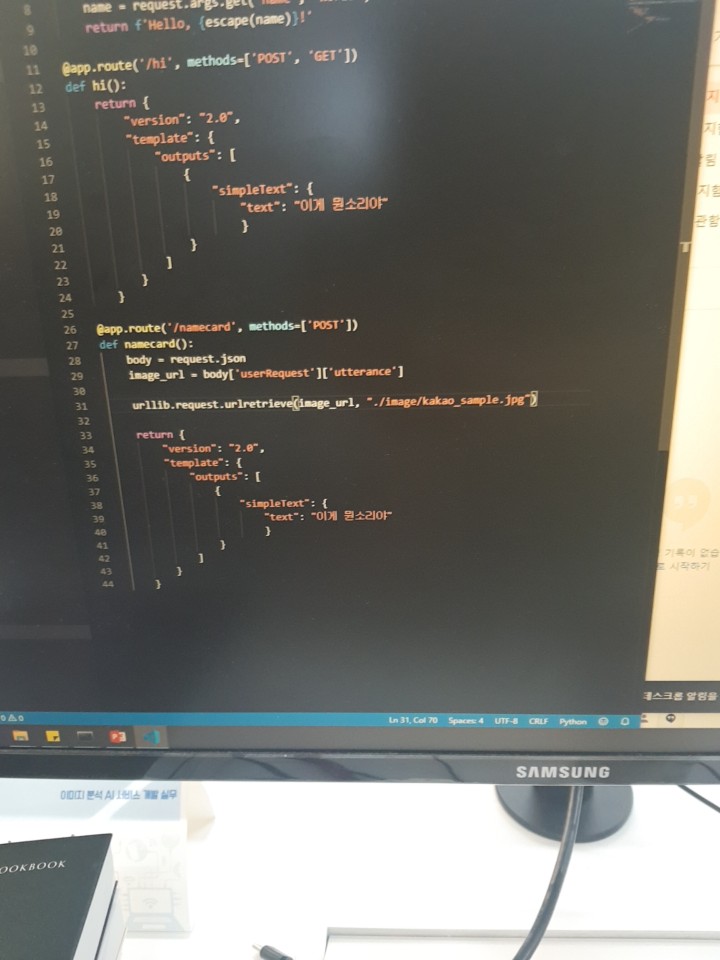 8 name = request.args.get(
9 return f'Hello, {escape(name)}!'
10
11 @app.route('/hi', methods=['POST', 'GET'])
12 def hi():
13 return {
14 "version": "2.0",
15 "template": {
16 "outputs": [
17 {
18 "simpleText": {
19 "text": "이게 뭔소리야"
20 }
21 }
22 ]
23 }
24 }
25
26 @app.route('/namecard', methods=['POST'])
27 def namecard():
28 body = request.json
29 image_url = body['userRequest']['utterance']
30
31 urllib.request.urlretrieve(image_url, "./image/kakao_sample.jpg")
32
33 return {
34 "version": "2.0",
35 "template": {
36 "outputs": [
37 {
38 "simpleText": {
39 "text": "이게 뭔소리야"
40 }
41 }
42 ]
43 }
44 }
관함
기록이 없습
로 시작하기
데스크톱 알림을
0 0
Ln 31, Col 70 Spaces: 4 UTF-8 CRLF Python
SAMSUNG
이미지 분석 AI 서비스 개발 실무
OOKBOOK